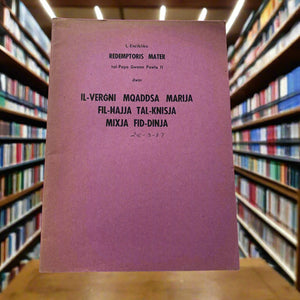 L-Enċiklika
REDEMPTORIS MATER
tal-Papa Ġwanni Pawlu II
dwar
IL-VERĠNI MQADDSA MARIJA
FIL-ĦAJJA TAL-KNISJA
MIXJA FID-DINJA